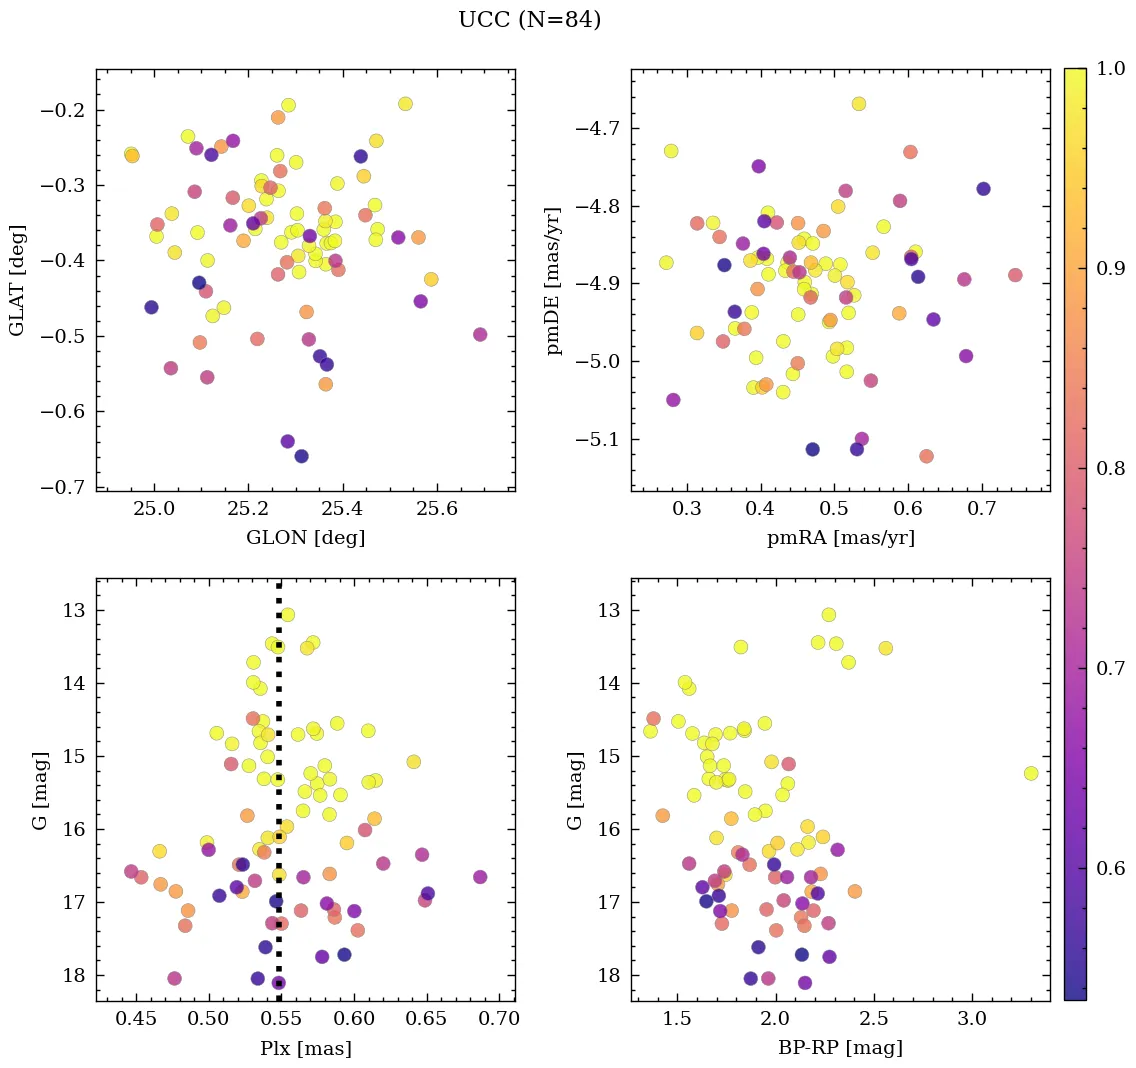 UCC (N=84)
−0.2
−0.3
−0.4
−0.5
−0.6
−0.7
GLAT [deg]
25.0 25.2 25.4 25.6
GLON [deg]
−4.7
−4.8
−4.9
−5.0
−5.1
pmDE [mas/yr]
0.3 0.4 0.5 0.6 0.7
pmRA [mas/yr]
1.0
0.9
0.8
0.7
0.6
13
14
15
16
17
18
G [mag]
0.45 0.50 0.55 0.60 0.65 0.70
Plx [mas]
13
14
15
16
17
18
G [mag]
1.5 2.0 2.5 3.0
BP-RP [mag]